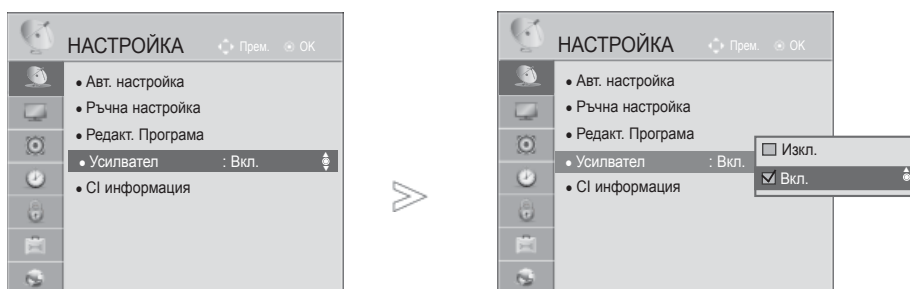 НАСТРОЙКА Прем. OK
• Авт. настройка
• Ръчна настройка
• Редакт. Програма
• Усилвател : Вкл.
• CI информация
НАСТРОЙКА Прем. OK
• Авт. настройка
• Ръчна настройка
• Редакт. Програма
• Усилвател : Вкл.
• CI информация
Изкл.
Вкл.